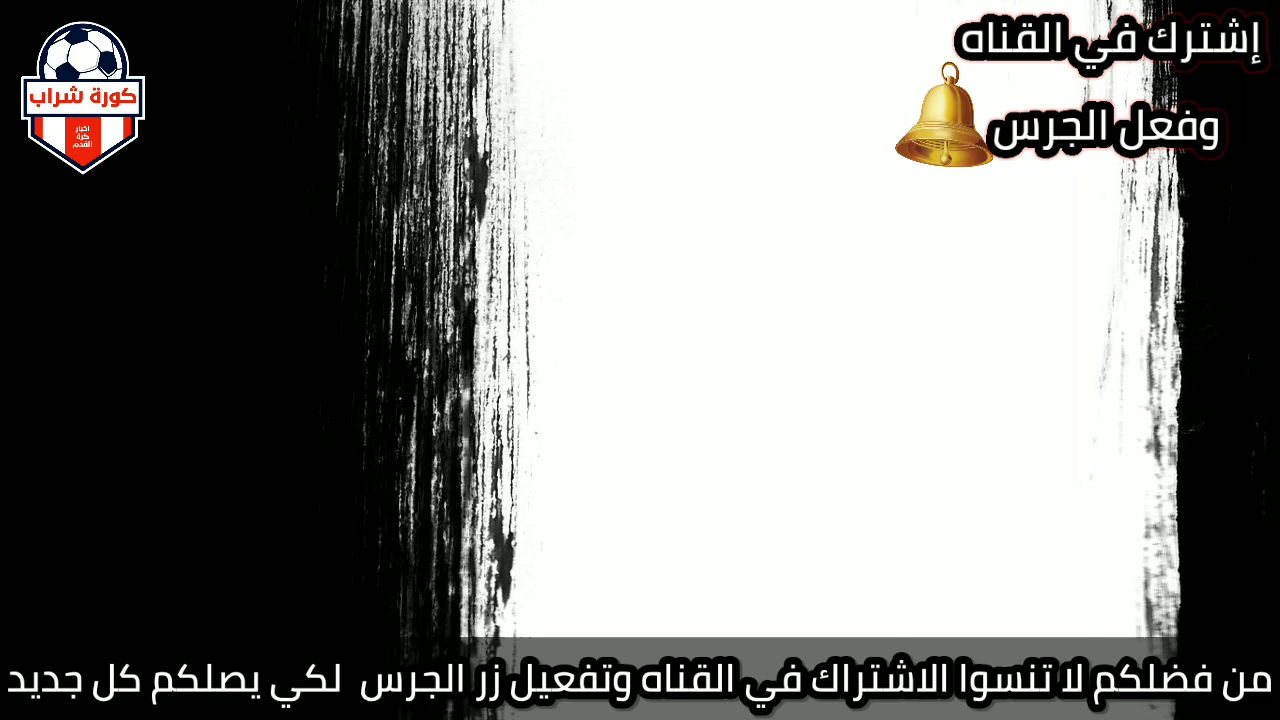 إشترك في القناه
وفعل الجرس
كورة شراب
اخبار
كرة
القدم
من فضلكم لا تنسوا الاشتراك في القناه وتفعيل زر الجرس لكي يصلكم كل جديد